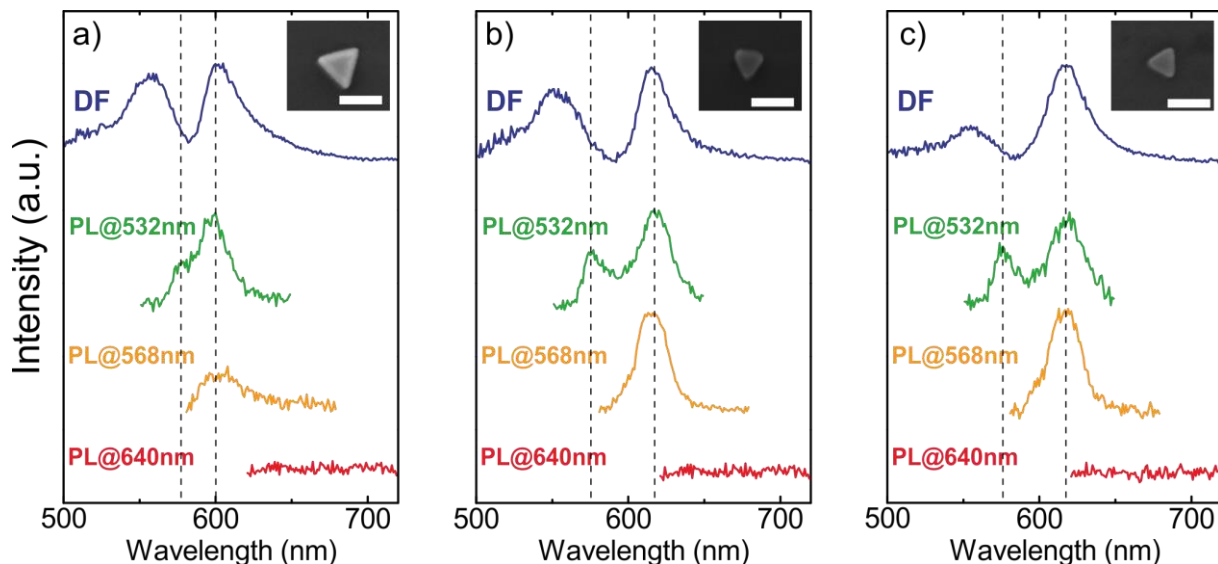 Intensity (a.u.)
a)
DF
PL@532nm
PL@568nm
PL@640nm
500 600 700
Wavelength (nm)
b)
DF
PL@532nm
PL@568nm
PL@640nm
500 600 700
Wavelength (nm)
c)
DF
PL@532nm
PL@568nm
PL@640nm
500 600 700
Wavelength (nm)